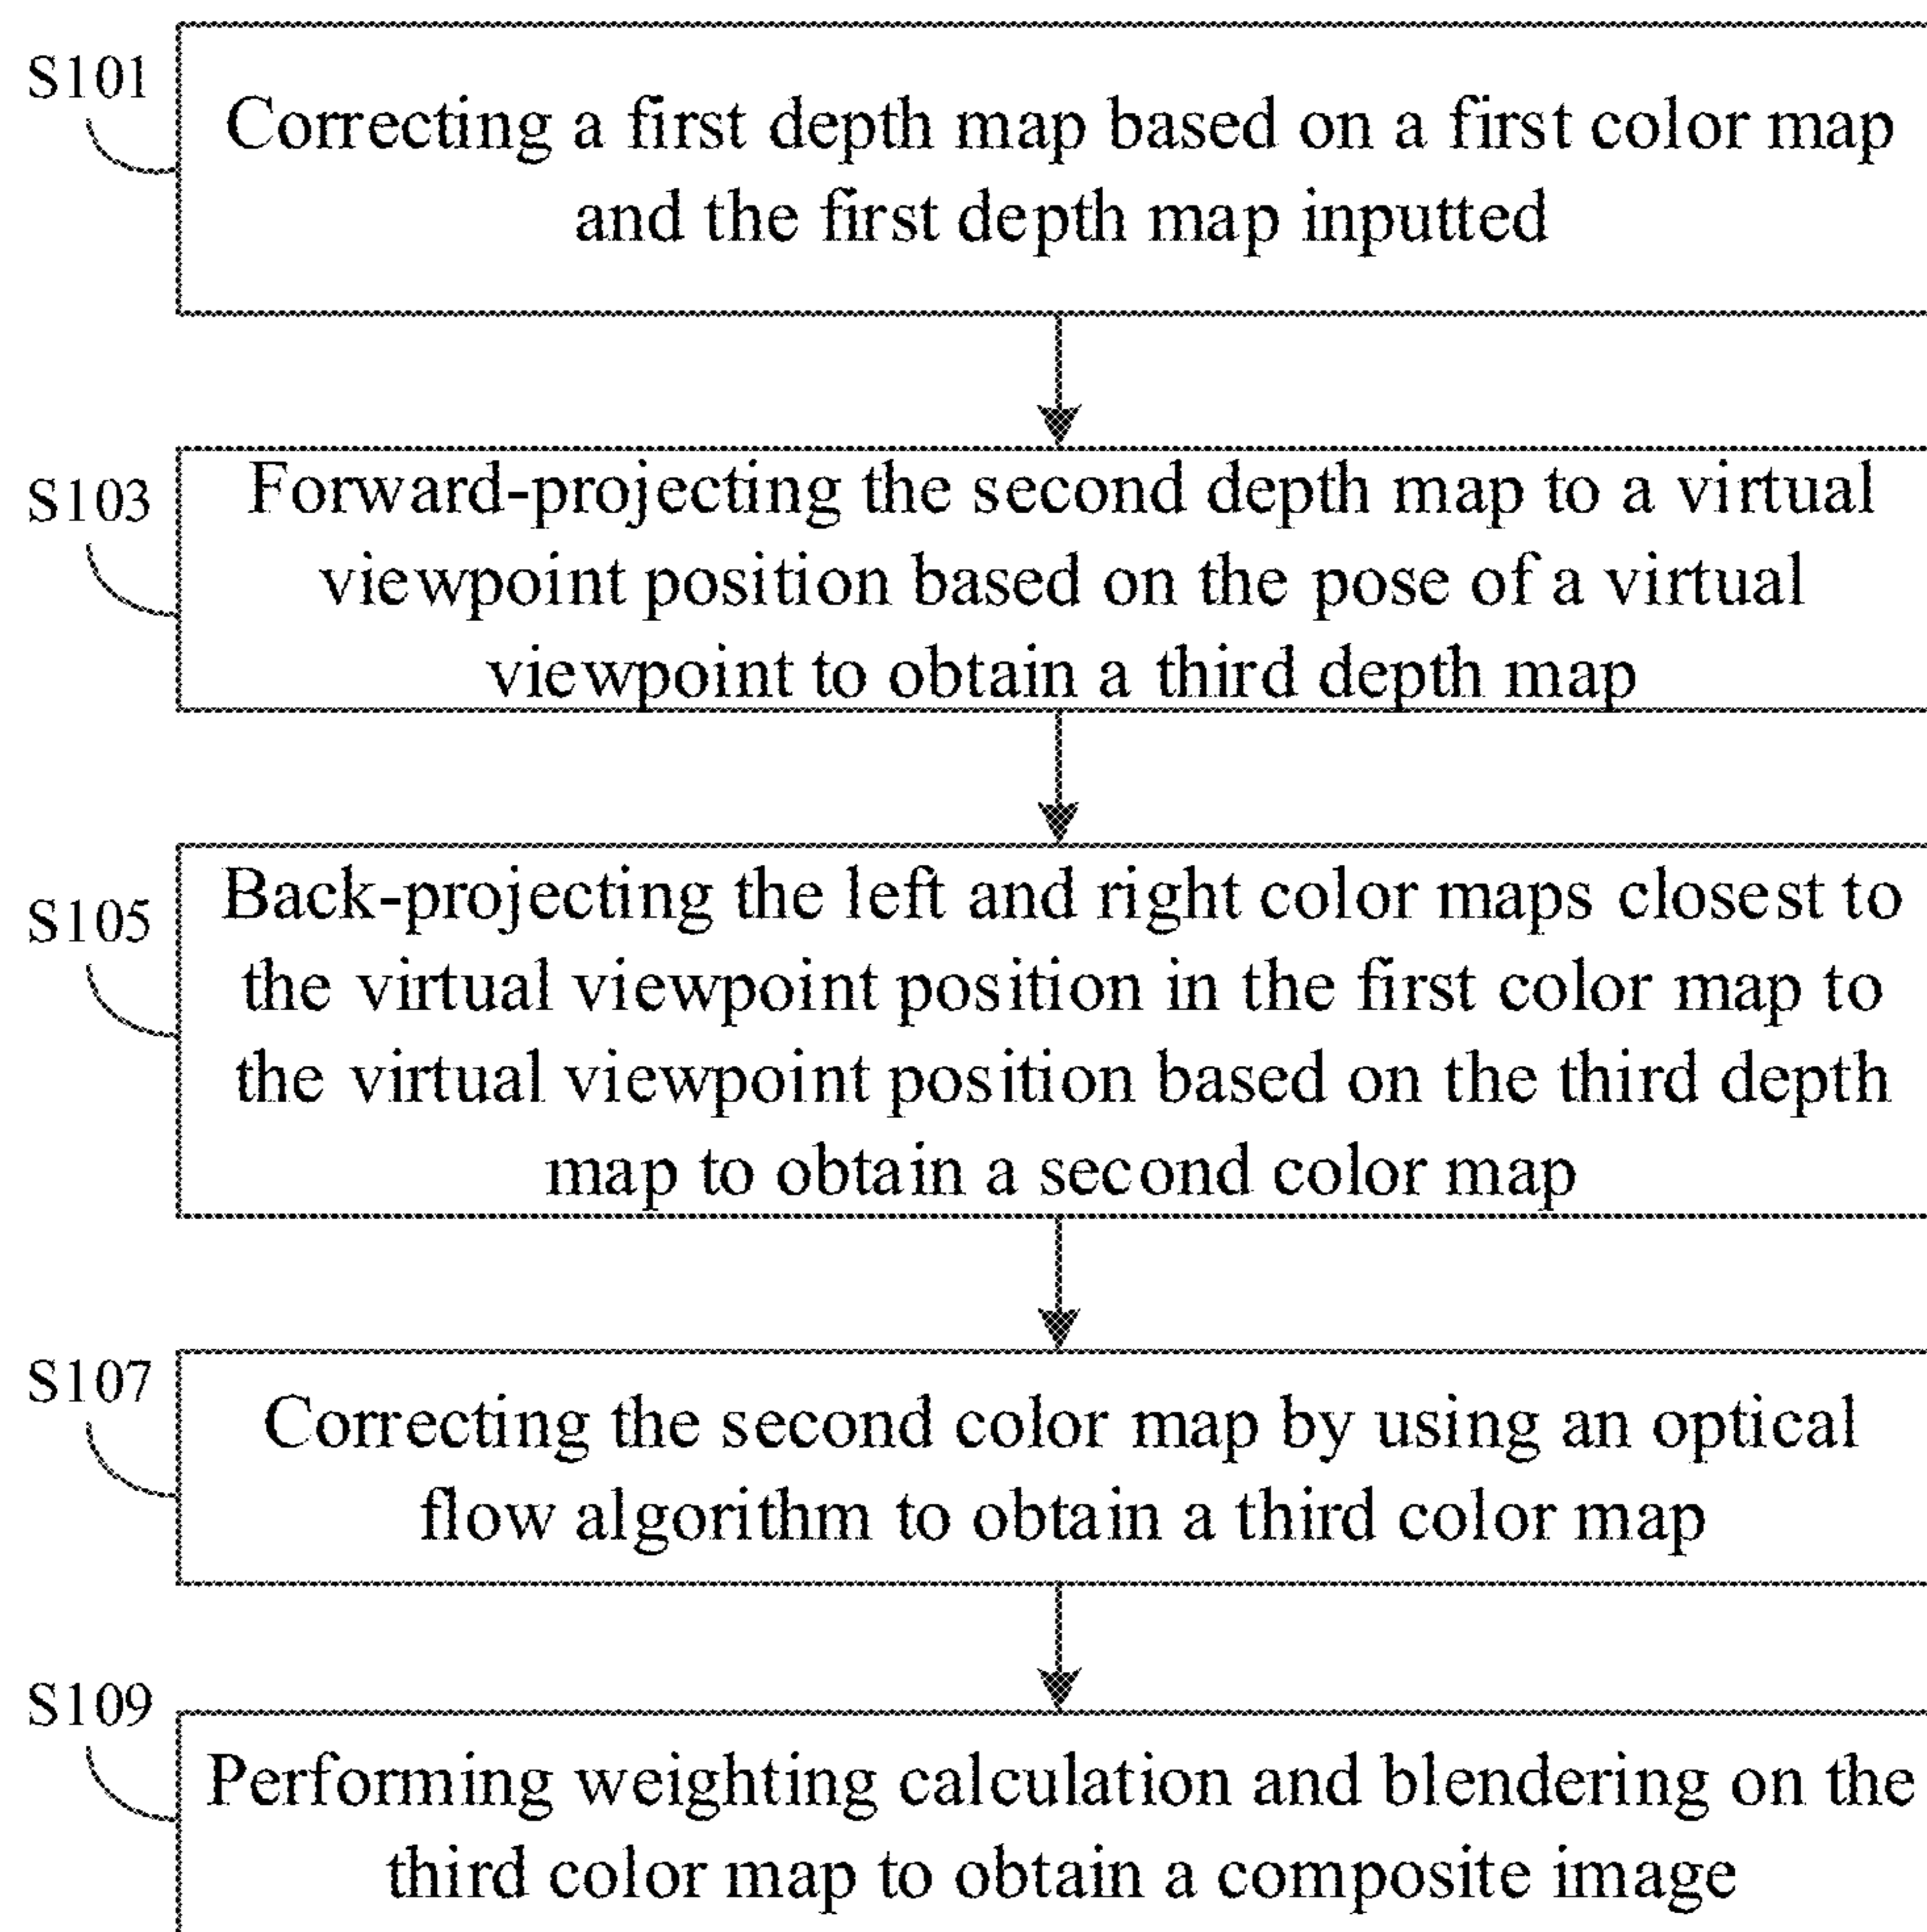 S101
Correcting a first depth map based on a first color map
and the first depth map inputted
S103
Forward-projecting the second depth map to a virtual
viewpoint position based on the pose of a virtual
viewpoint to obtain a third depth map
S105
Back-projecting the left and right color maps closest to
the virtual viewpoint position in the first color map to
the virtual viewpoint position based on the third depth
map to obtain a second color map
S107
Correcting the second color map by using an optical
flow algorithm to obtain a third color map
S109
Performing weighting calculation and blendering on the
third color map to obtain a composite image